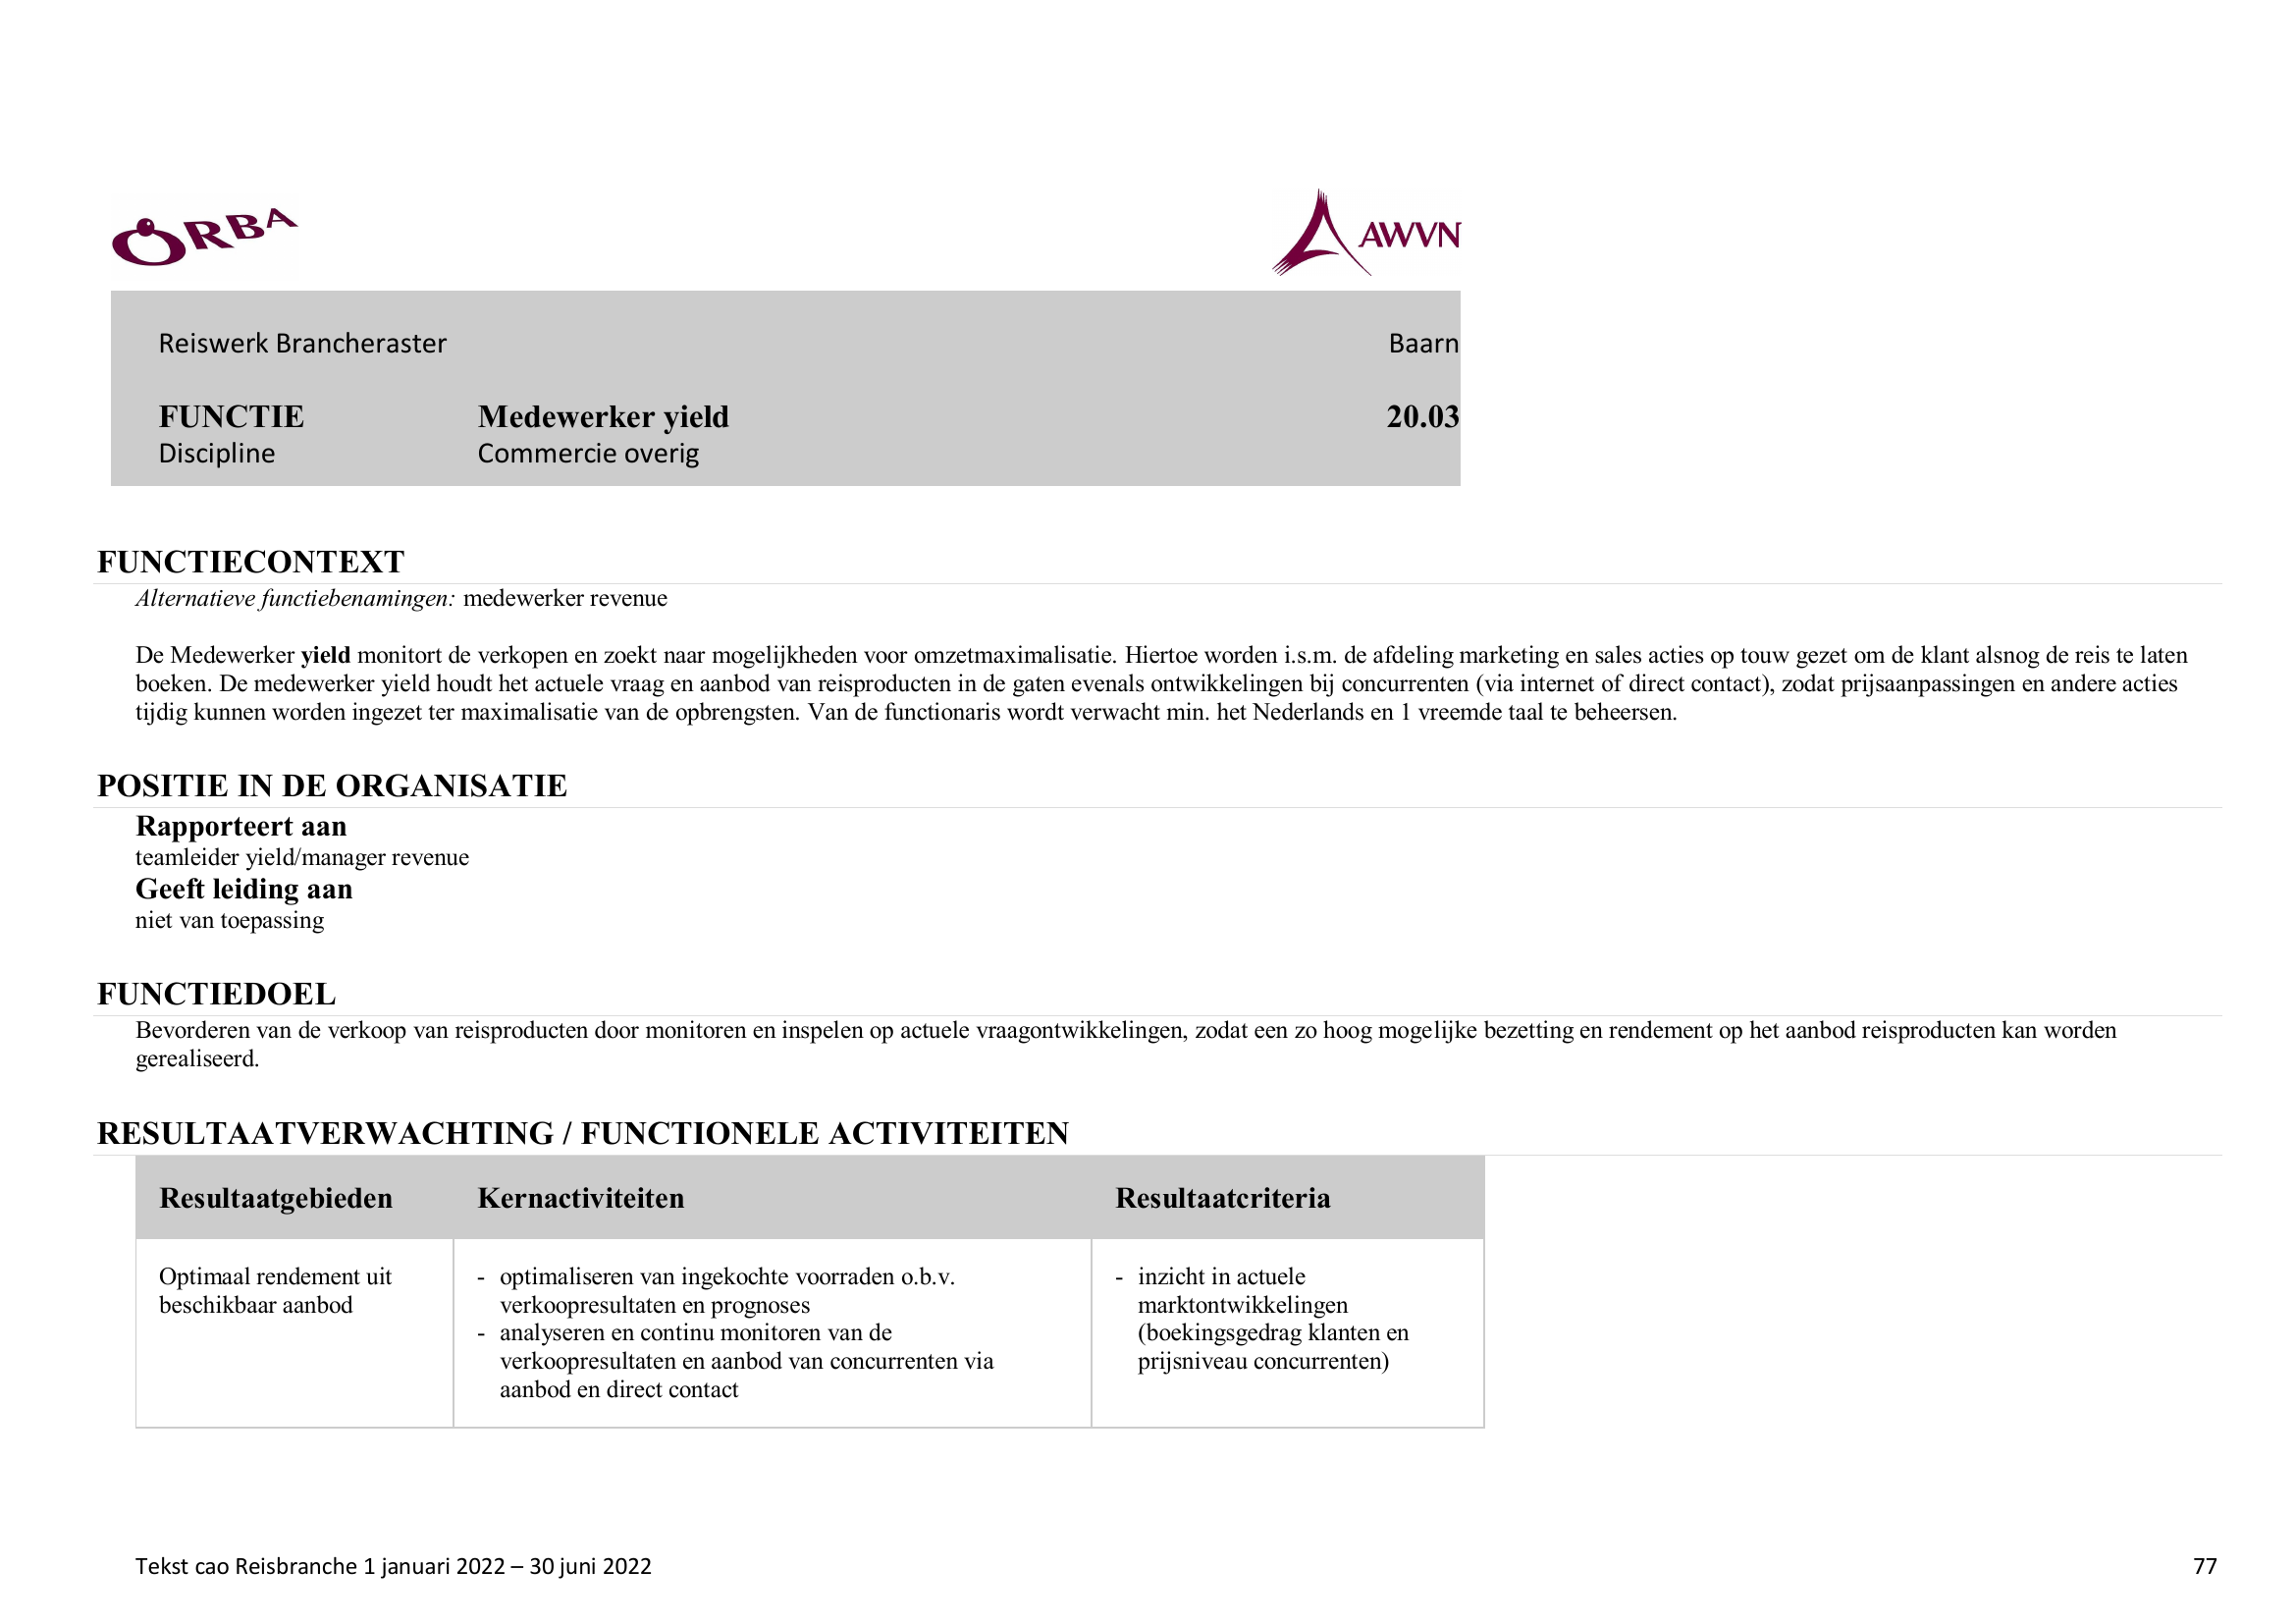 ORBA
AWVN
Reiswerk Brancheraster Baarn
FUNCTIE Medewerker yield 20.03
Discipline Commercie overig
FUNCTIECONTEXT
Alternatieve functiebenamingen: medewerker revenue
De Medewerker yield monitort de verkopen en zoekt naar mogelijkheden voor omzetmaximalisatie. Hiertoe worden i.s.m. de afdeling marketing en sales acties op touw gezet om de klant alsnog de reis te laten
boeken. De medewerker yield houdt het actuele vraag en aanbod van reisproducten in de gaten evenals ontwikkelingen bij concurrenten (via internet of direct contact), zodat prijsaanpassingen en andere acties
tijdig kunnen worden ingezet ter maximalisatie van de opbrengsten. Van de functionaris wordt verwacht min. het Nederlands en 1 vreemde taal te beheersen.
POSITIE IN DE ORGANISATIE
Rapporteert aan
teamleider yield/manager revenue
Geeft leiding aan
niet van toepassing
FUNCTIEDOEL
Bevorderen van de verkoop van reisproducten door monitoren en inspelen op actuele vraagontwikkelingen, zodat een zo hoog mogelijke bezetting en rendement op het aanbod reisproducten kan worden
gerealiseerd.
RESULTAATVERWACHTING / FUNCTIONELE ACTIVITEITEN
Resultaatgebieden Kernactiviteiten Resultaatcriteria
Optimaal rendement uit
beschikbaar aanbod
- optimaliseren van ingekochte voorraden o.b.v.
verkoopresultaten en prognoses
- analyseren en continu monitoren van de
verkoopresultaten en aanbod van concurrenten via
aanbod en direct contact
- inzicht in actuele
marktontwikkelingen
(boekingsgedrag klanten en
prijsniveau concurrenten)
Tekst cao Reisbranche 1 januari 2022 – 30 juni 2022 77